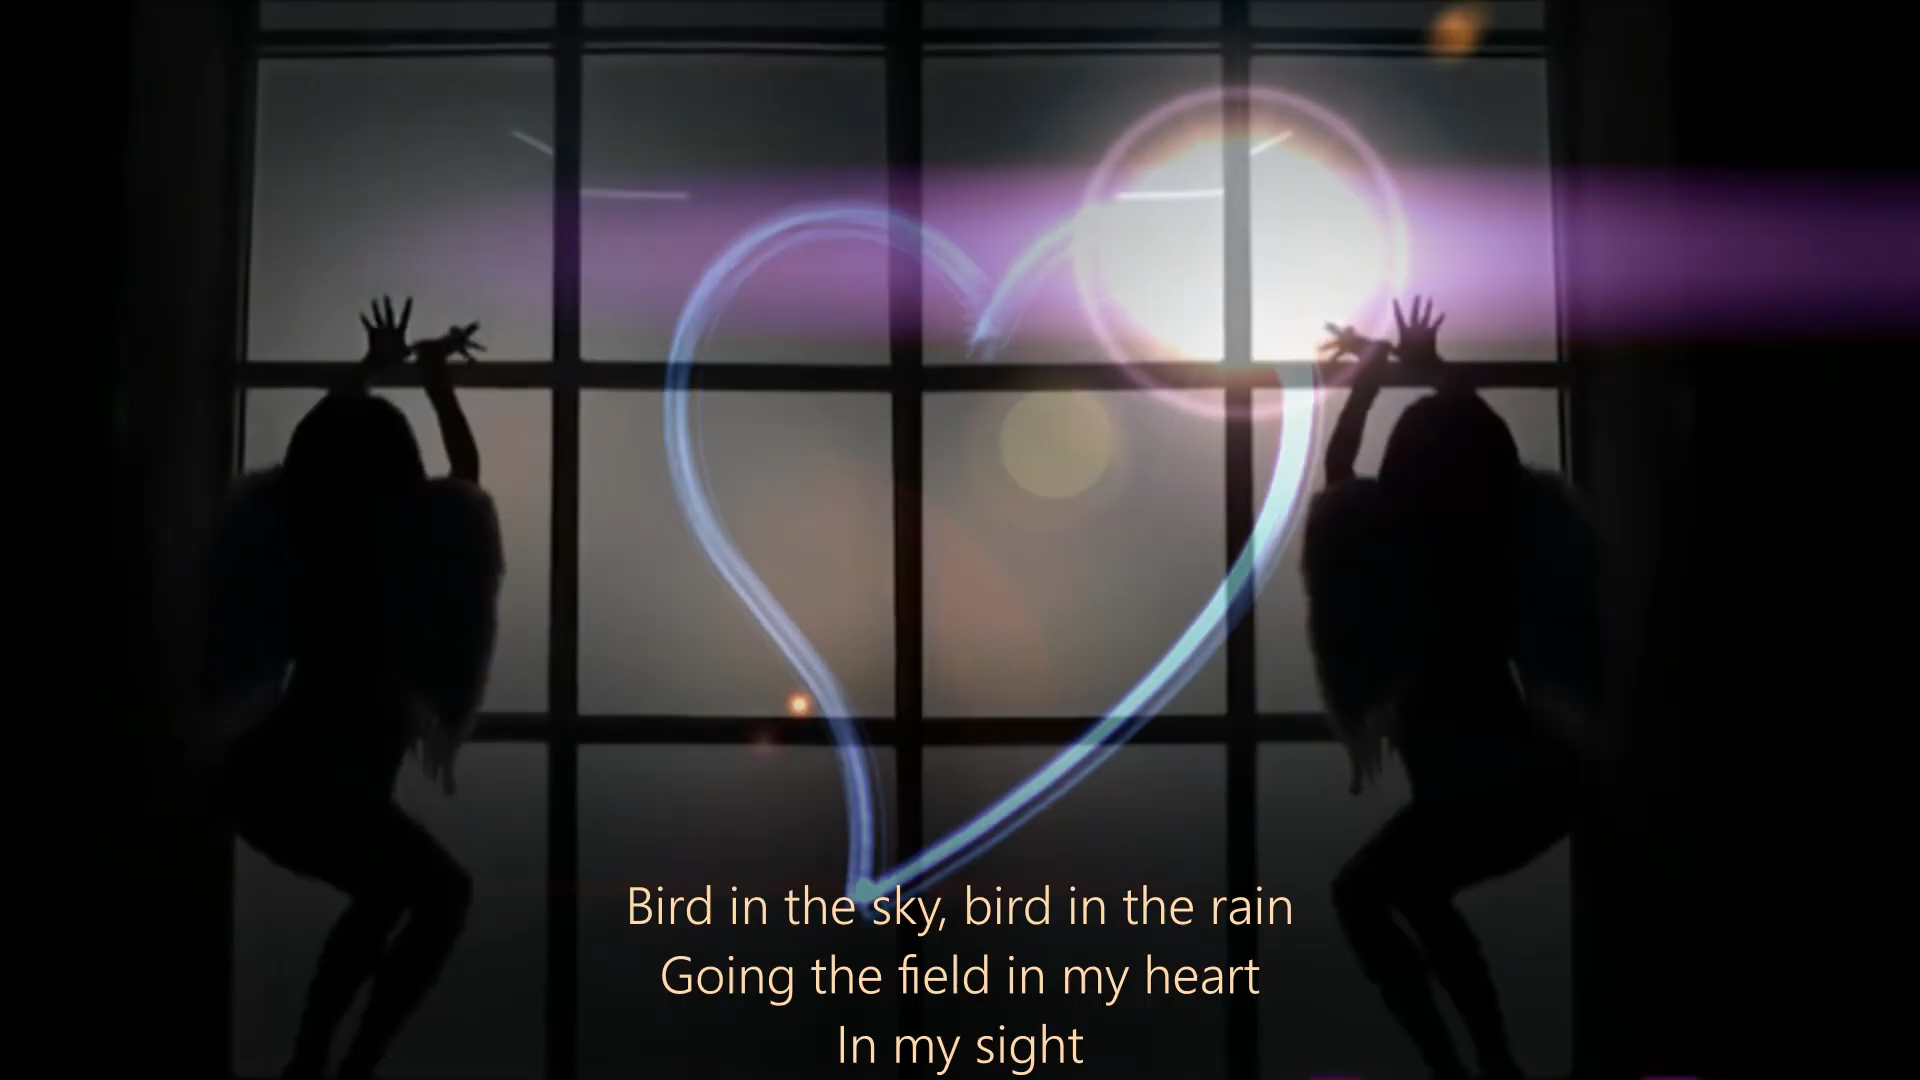 Bird in the sky, bird in the rain
Going the field in my heart
In my sight